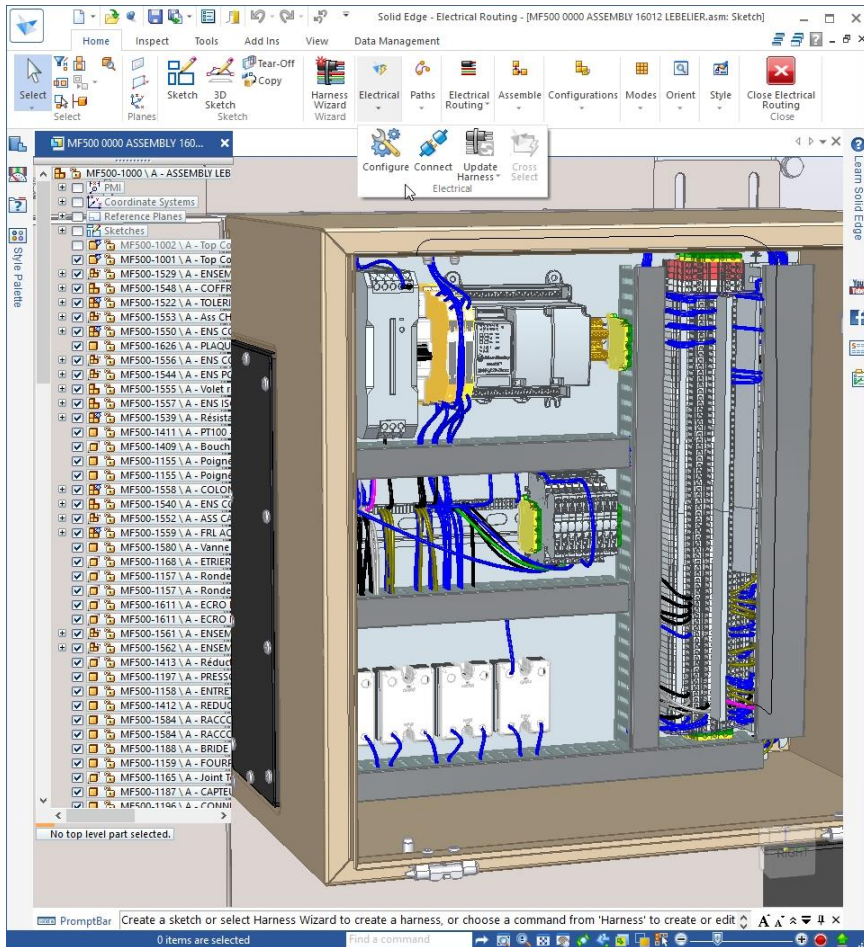 Solid Edge - Electrical Routing - [MF500 0000 ASSEMBLY 16012 LEBELIER.asm: Sketch]
Home Inspect Tools Add Ins View Data Management
Select
Select
Planes
Sketch
3D Sketch
Tear-Off
Copy
Sketch
Harness Wizard
Wizard
Electrical
Paths
Electrical Routing
Assemble
Configurations
Modes
Orient
Style
Close Electrical Routing
Close
Configure
Connect
Update Harness
Cross Select
Electrical
MF500 0000 ASSEMBLY 160...
Learn Solid Edge
Style Palette
MF500-1000 \ A - ASSEMBLY LEB
PMI
Coordinate Systems
Reference Planes
Sketches
MF500-1002 \ A - Top Co
MF500-1001 \ A - Top Co
MF500-1529 \ A - ENSEM
MF500-1548 \ A - COFFR
MF500-1522 \ A - TOLERI
MF500-1553 \ A - Ass CH
MF500-1550 \ A - ENS CO
MF500-1626 \ A - PLAQU
MF500-1556 \ A - ENS CO
MF500-1544 \ A - ENS PO
MF500-1555 \ A - Volet r
MF500-1557 \ A - ENS ISO
MF500-1539 \ A - Résista
MF500-1411 \ A - PT100 -
MF500-1409 \ A - Bouch
MF500-1155 \ A - Poigne
MF500-1155 \ A - Poigne
MF500-1558 \ A - COLON
MF500-1540 \ A - ENS CO
MF500-1552 \ A - ASS CA
MF500-1559 \ A - FRL AC
MF500-1580 \ A - Vanne
MF500-1168 \ A - ETRIER
MF500-1157 \ A - Ronde
MF500-1157 \ A - Ronde
MF500-1611 \ A - ECRO
MF500-1611 \ A - ECRO
MF500-1561 \ A - ENSEM
MF500-1562 \ A - ENSEM
MF500-1413 \ A - Réduc
MF500-1197 \ A - PRESSO
MF500-1158 \ A - ENTRET
MF500-1412 \ A - REDUC
MF500-1584 \ A - RACCO
MF500-1584 \ A - RACCO
MF500-1188 \ A - BRIDE
MF500-1159 \ A - FOURR
MF500-1165 \ A - Joint T
MF500-1187 \ A - CAPTEU
MF500-1196 \ A - CONNE
No top level part selected.
RIGHT
PromptBar
Create a sketch or select Harness Wizard to create a harness, or choose a command from 'Harness' to create or edit
0 items are selected
Find a command